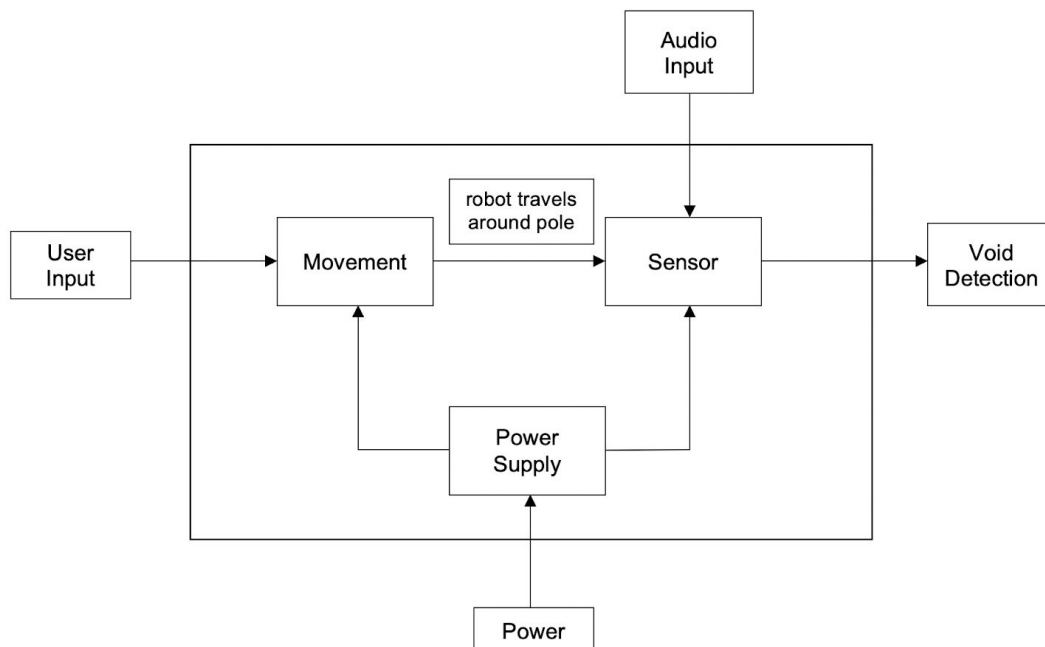 Audio
Input
robot travels
around pole
User
Input
Movement
Sensor
Void
Detection
Power
Supply
Power